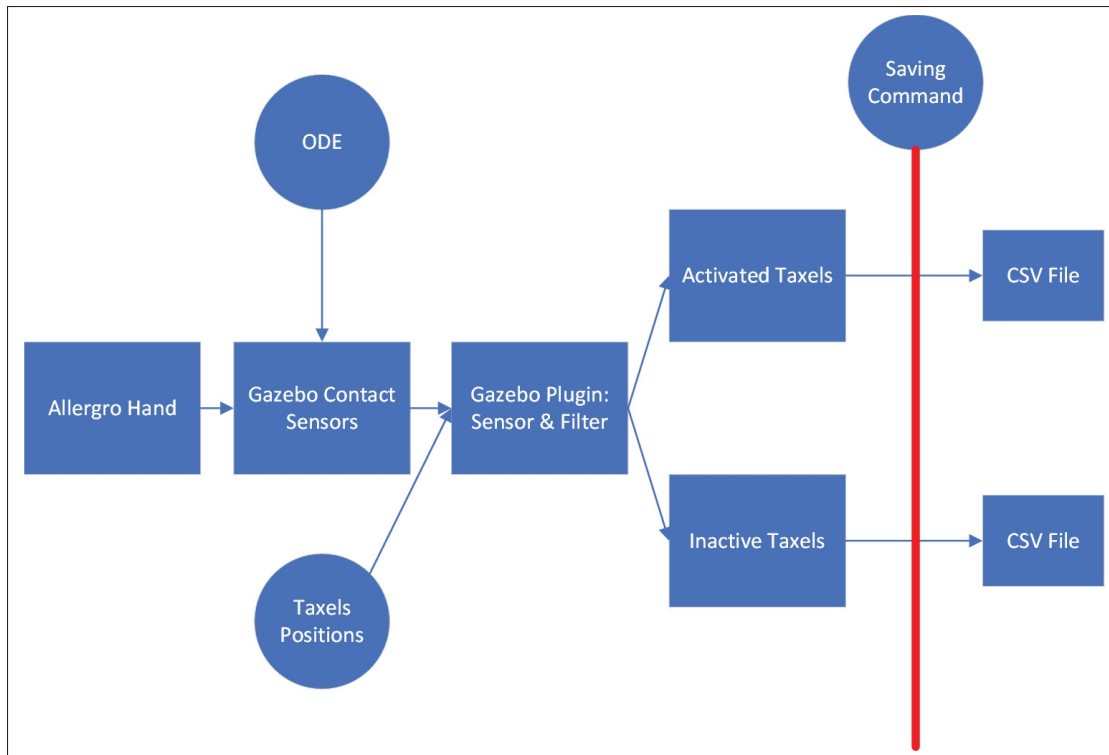 Saving
Command
ODE
Activated Taxels
CSV File
Allergro Hand
Gazebo Contact
Sensors
Gazebo Plugin:
Sensor & Filter
Inactive Taxels
CSV File
Taxels
Positions